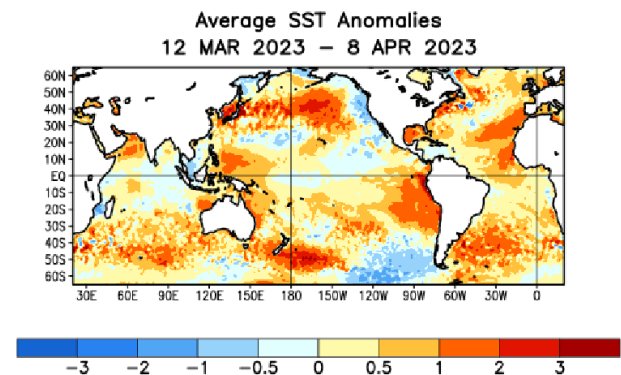 Average SST Anomalies
12 MAR 2023 – 8 APR 2023
60N
50N
40N
30N
20N
10N
EQ
10S
20S
30S
40S
50S
60S
30E 60E 90E 120E 150E 180 150W 120W 90W 60W 30W 0
-3 -2 -1 -0.5 0 0.5 1 2 3